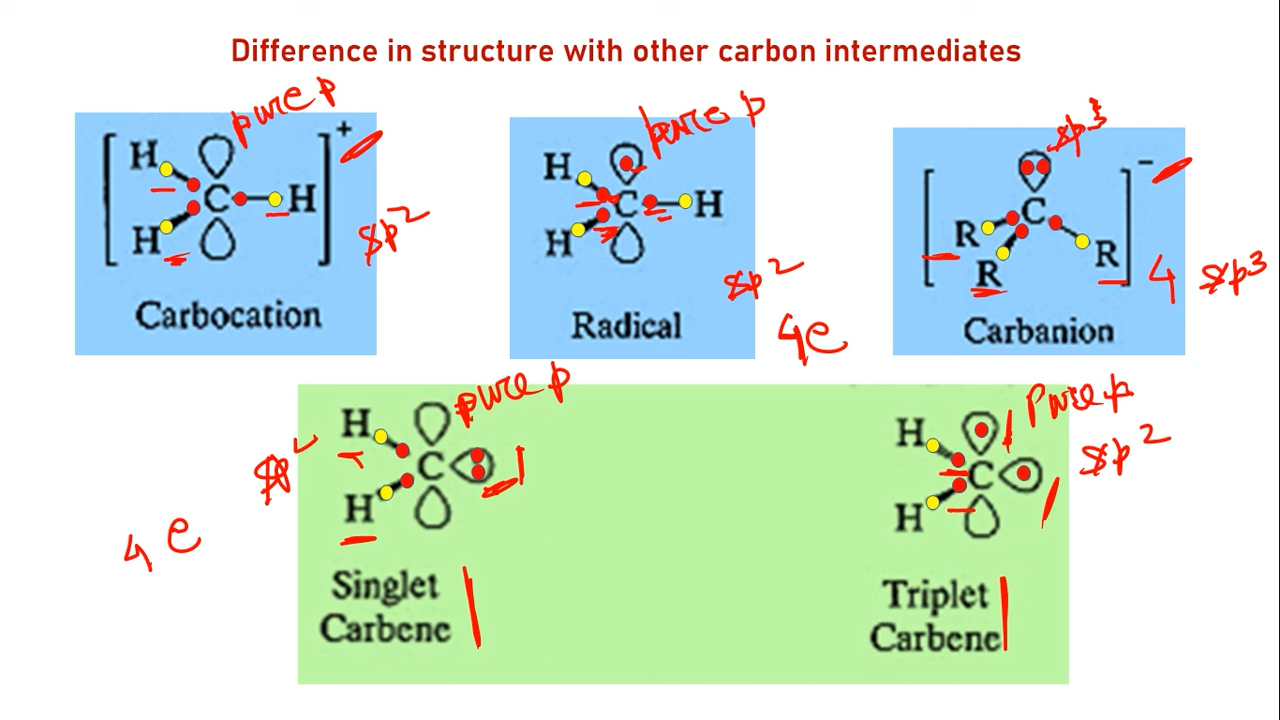 Difference in structure with other carbon intermediates
pure p
H
C
H
H
+
sp²
Carbocation
pure p
H
C
H
H
sp²
Radical
4e
sp³
C
R
R
R
−
4 sp³
Carbanion
pure p
H
C
H
sp²
4 e
Singlet
Carbene
Pure p
H
C
H
sp²
Triplet
Carbene